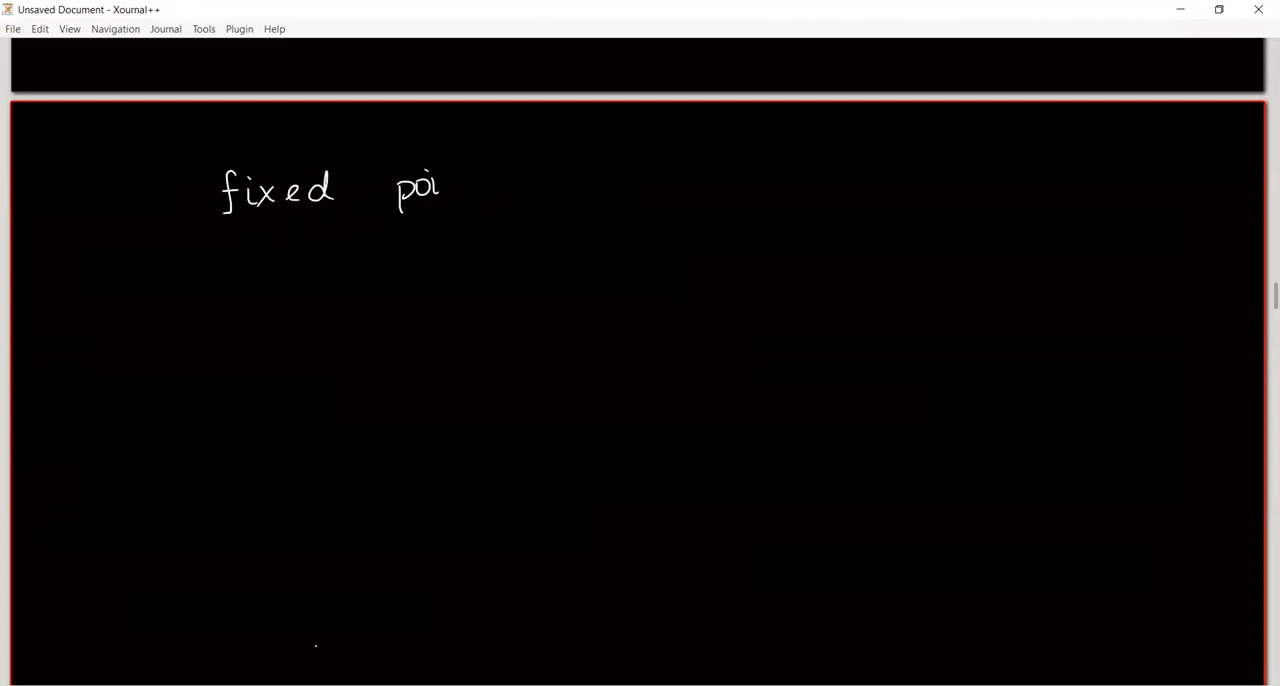 Unsaved Document - Xournal++
File Edit View Navigation Journal Tools Plugin Help
fixed poi